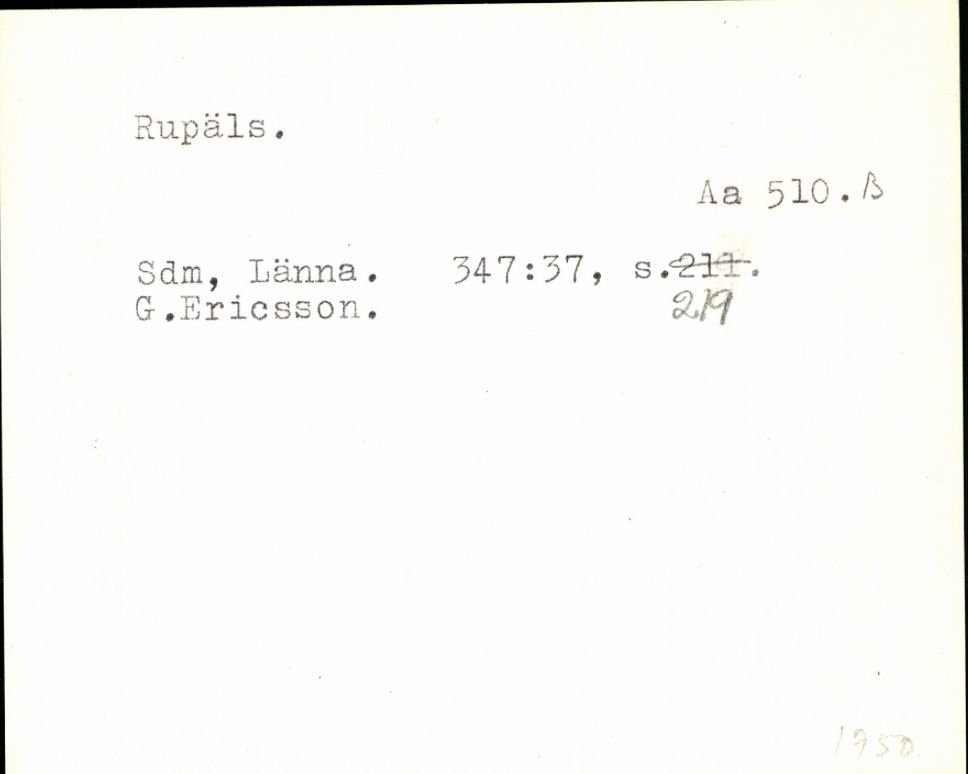 Rupäls.
Aa 510.B
Sdm, Länna. 347:37, s.211.
G.Ericsson. 219
1950